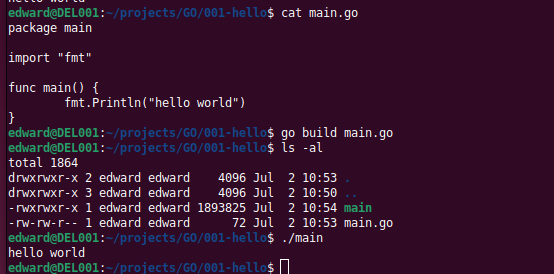 hello world
edward@DEL001:~/projects/GO/001-hello$ cat main.go
package main

import "fmt"

func main() {
        fmt.Println("hello world")
}
edward@DEL001:~/projects/GO/001-hello$ go build main.go
edward@DEL001:~/projects/GO/001-hello$ ls -al
total 1864
drwxrwxr-x 2 edward edward    4096 Jul  2 10:53 .
drwxrwxr-x 3 edward edward    4096 Jul  2 10:50 ..
-rwxrwxr-x 1 edward edward 1893825 Jul  2 10:54 main
-rw-rw-r-- 1 edward edward      72 Jul  2 10:53 main.go
edward@DEL001:~/projects/GO/001-hello$ ./main
hello world
edward@DEL001:~/projects/GO/001-hello$